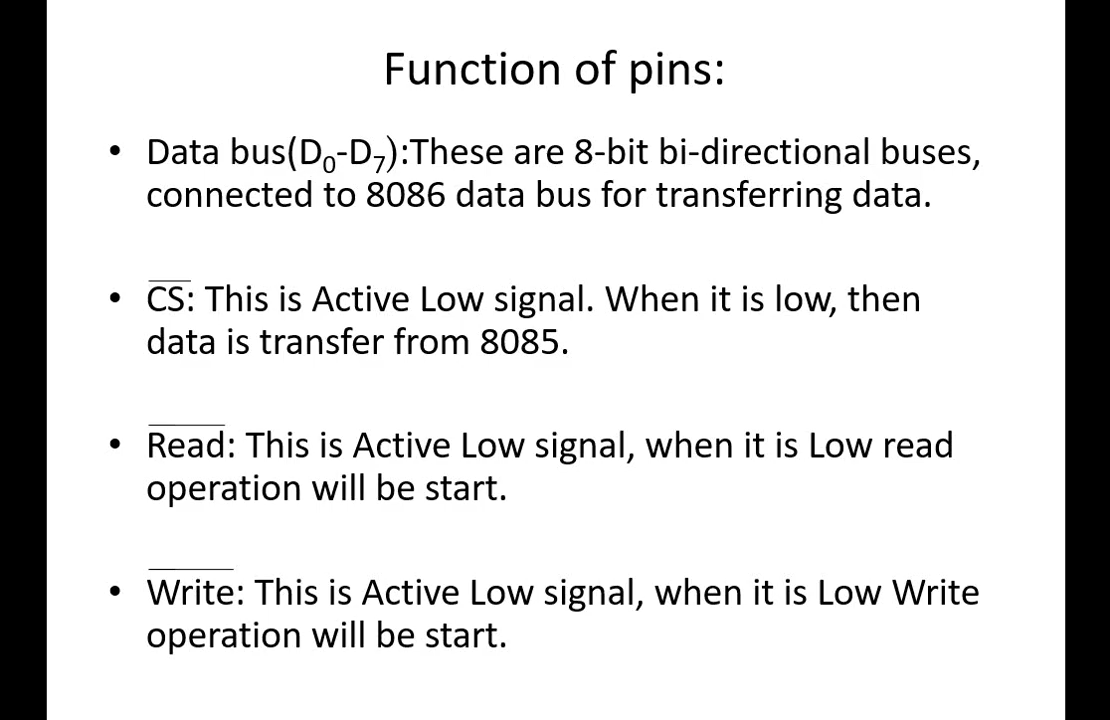 Function of pins:
• Data bus(D₀-D₇):These are 8-bit bi-directional buses,
connected to 8086 data bus for transferring data.
• C̅S̅: This is Active Low signal. When it is low, then
data is transfer from 8085.
• R̅e̅a̅d̅: This is Active Low signal, when it is Low read
operation will be start.
• W̅r̅i̅t̅e̅: This is Active Low signal, when it is Low Write
operation will be start.